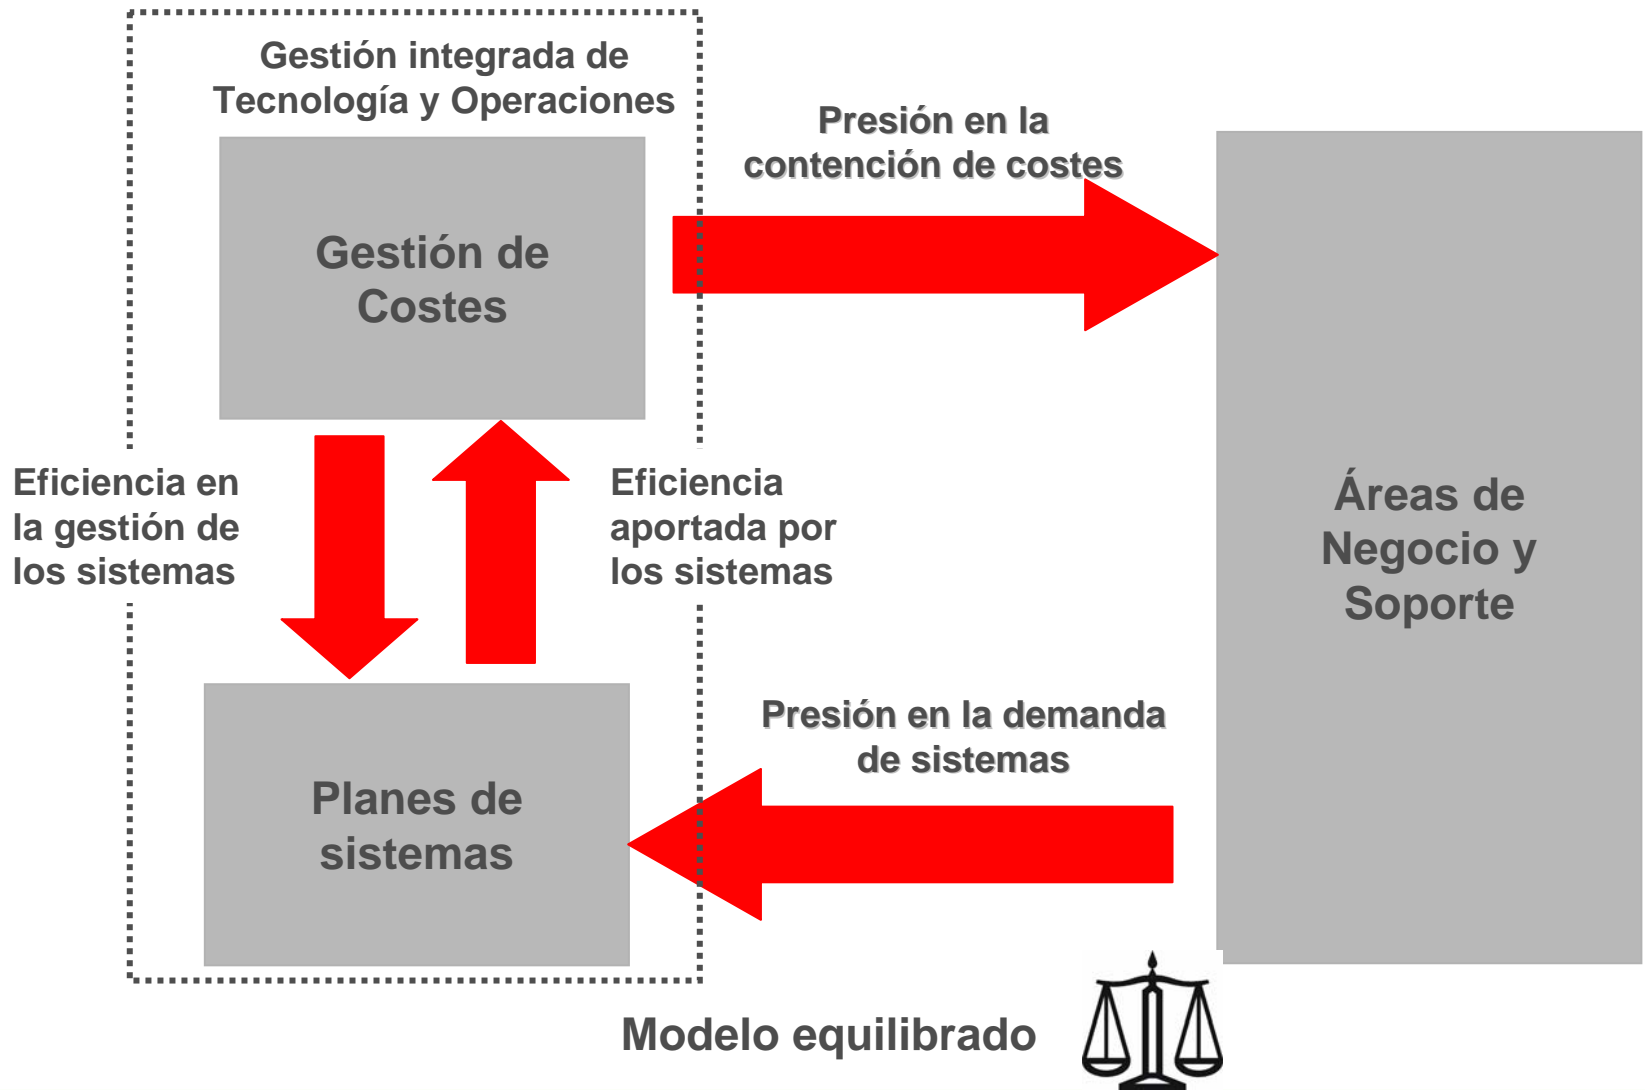 Gestión integrada de
Tecnología y Operaciones
Presión en la
contención de costes
Gestión de
Costes
Eficiencia en
la gestión de
los sistemas
Eficiencia
aportada por
los sistemas
Áreas de
Negocio y
Soporte
Presión en la demanda
de sistemas
Planes de
sistemas
Modelo equilibrado